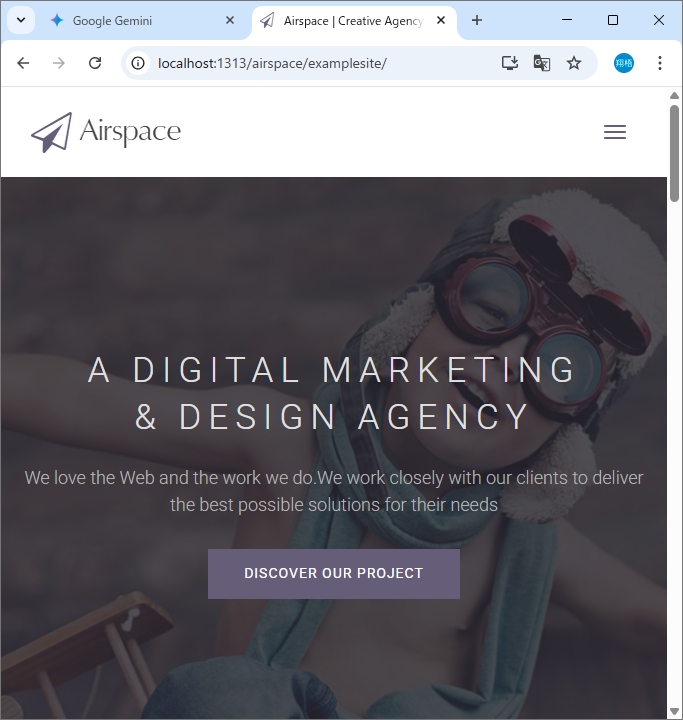 Google Gemini
Airspace | Creative Agency
localhost:1313/airspace/examplesite/
翔梧
Airspace
A DIGITAL MARKETING
& DESIGN AGENCY
We love the Web and the work we do.We work closely with our clients to deliver
the best possible solutions for their needs
DISCOVER OUR PROJECT